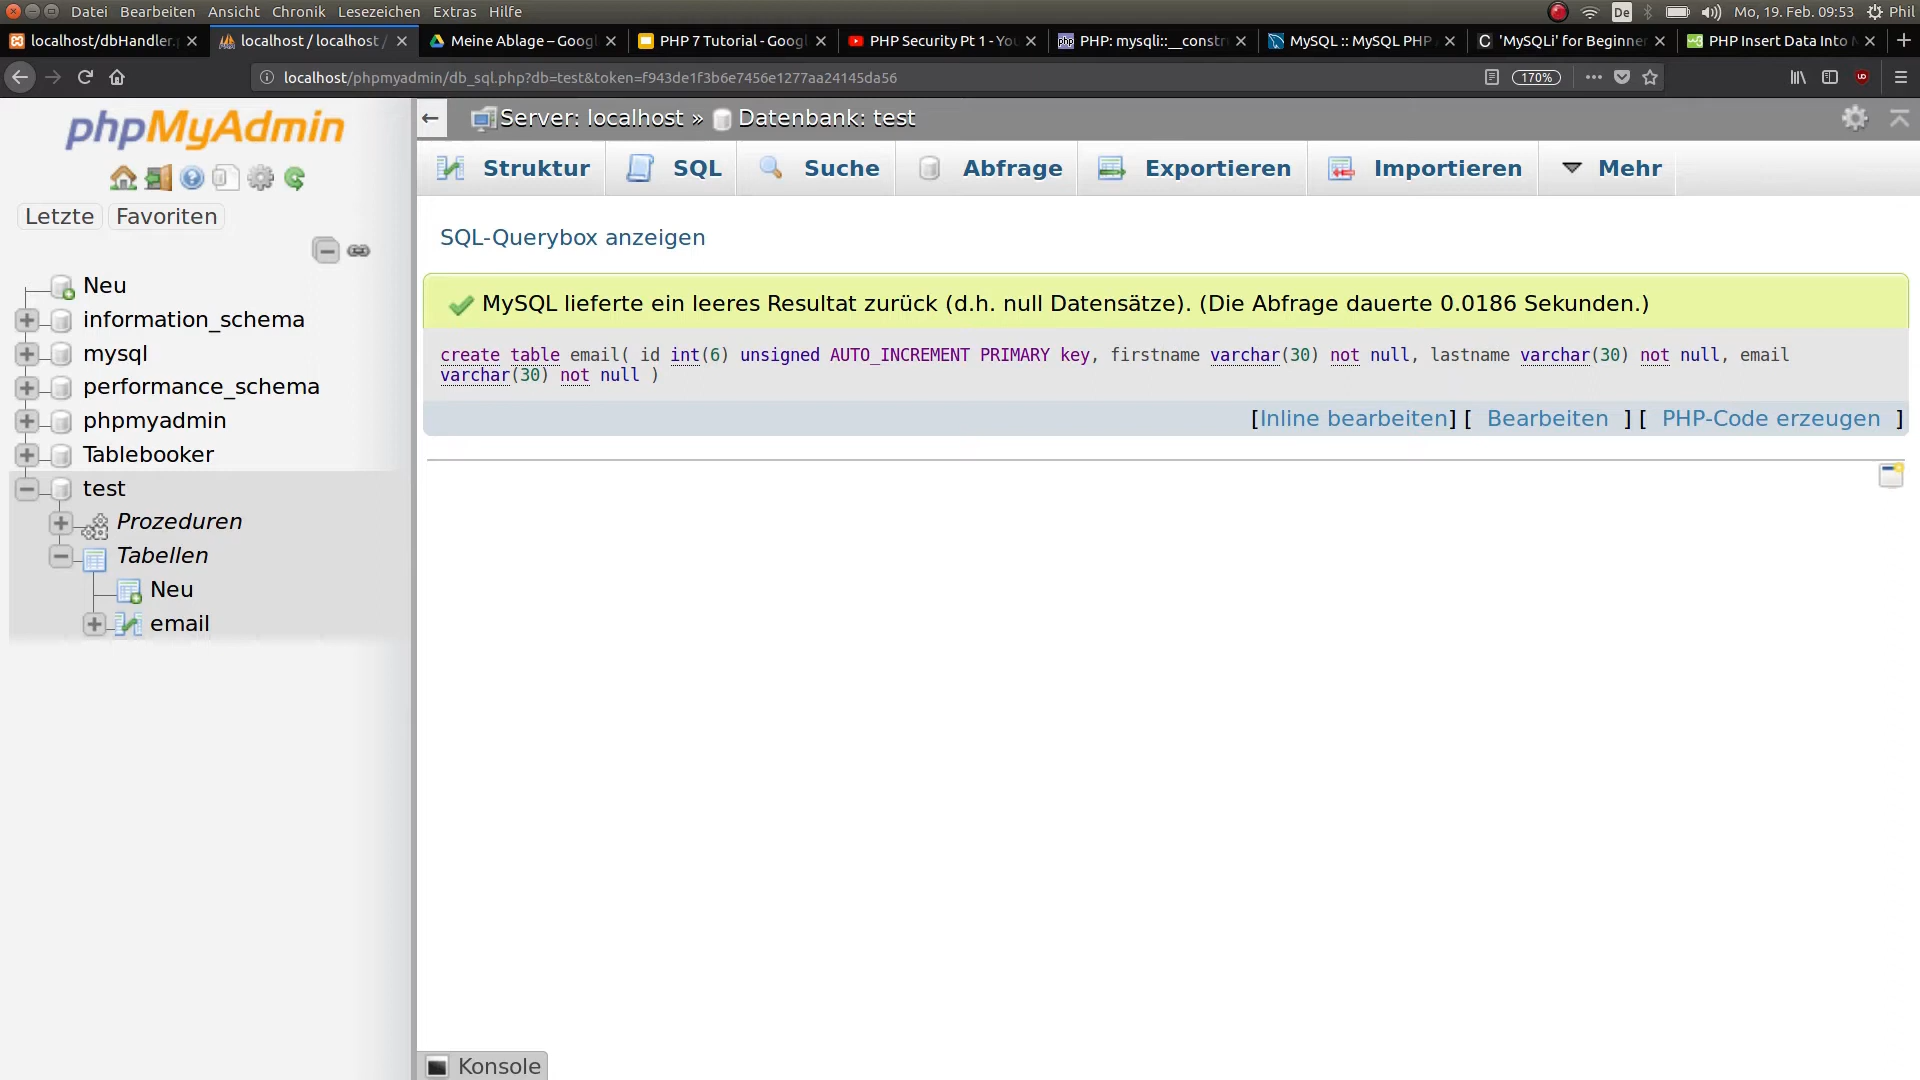 Datei Bearbeiten Ansicht Chronik Lesezeichen Extras Hilfe De Mo, 19. Feb. 09:53 Phil
localhost/dbHandler. localhost / localhost / Meine Ablage – Googl PHP 7 Tutorial - Googl PHP Security Pt 1 - You PHP: mysqli::__constr MySQL :: MySQL PHP 'MySQLi' for Beginner PHP Insert Data Into M
localhost/phpmyadmin/db_sql.php?db=test&token=f943de1f3b6e7456e1277aa24145da56 170%
phpMyAdmin
Letzte Favoriten
Neu
information_schema
mysql
performance_schema
phpmyadmin
Tablebooker
test
Prozeduren
Tabellen
Neu
email
Server: localhost » Datenbank: test
Struktur SQL Suche Abfrage Exportieren Importieren Mehr
SQL-Querybox anzeigen
MySQL lieferte ein leeres Resultat zurück (d.h. null Datensätze). (Die Abfrage dauerte 0.0186 Sekunden.)
create table email( id int(6) unsigned AUTO_INCREMENT PRIMARY key, firstname varchar(30) not null, lastname varchar(30) not null, email
varchar(30) not null )
[Inline bearbeiten] [ Bearbeiten ] [ PHP-Code erzeugen ]
Konsole